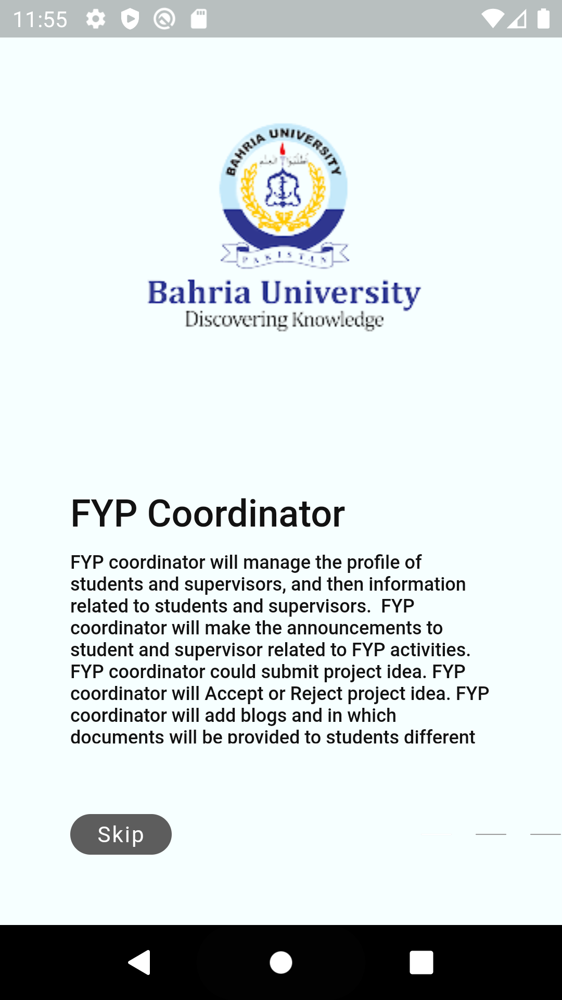 11:55
BAHRIA UNIVERSITY
PAKISTAN
Bahria University
Discovering Knowledge
FYP Coordinator
FYP coordinator will manage the profile of
students and supervisors, and then information
related to students and supervisors.  FYP
coordinator will make the announcements to
student and supervisor related to FYP activities.
FYP coordinator could submit project idea. FYP
coordinator will Accept or Reject project idea. FYP
coordinator will add blogs and in which
documents will be provided to students different
Skip